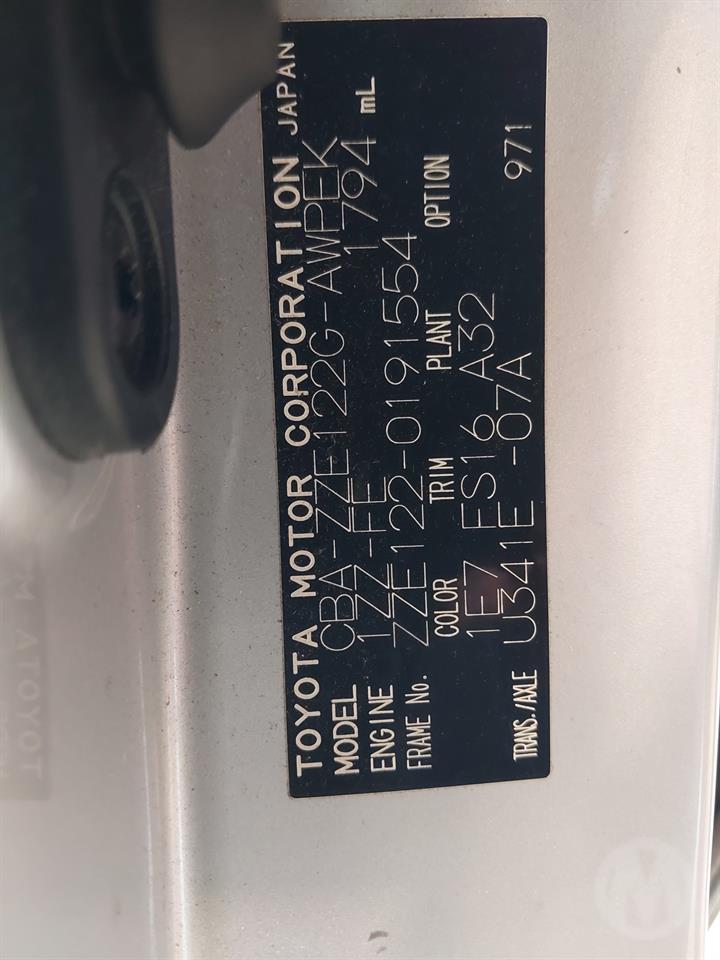 TOYOTA MOTOR CORPORATION JAPAN
MODEL CBA-ZZE122G-AWPEK
ENGINE 1ZZ-FE 1794 mL
FRAME No. ZZE122-0191554
COLOR TRIM PLANT OPTION
1E7 FS16 A32
TRANS./AXLE U341E -07A 971